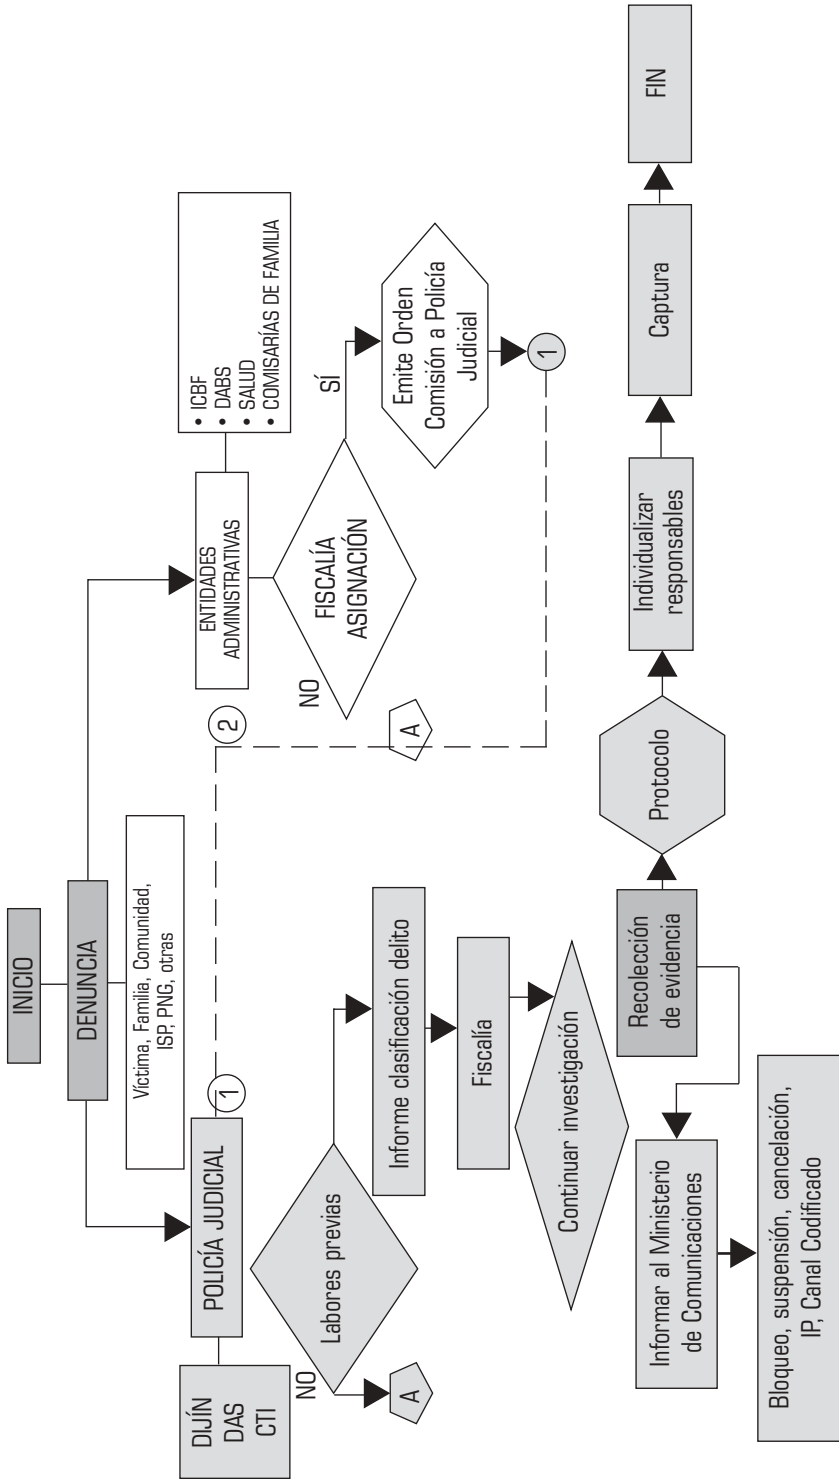 INICIO
DENUNCIA
Víctima, Familia, Comunidad,
ISP, PNG, otras
POLICÍA JUDICIAL
1
DIJÍN
DAS
CTI
Labores previas
NO
A
Informe clasificación delito
Fiscalía
Continuar investigación
2
ENTIDADES
ADMINISTRATIVAS
• ICBF
• DABS
• SALUD
• COMISARÍAS DE FAMILIA
FISCALÍA
ASIGNACIÓN
NO
A
SÍ
Emite Orden
Comisión a Policía
Judicial
1
Recolección
de evidencia
Informar al Ministerio
de Comunicaciones
Bloqueo, suspensión, cancelación,
IP, Canal Codificado
Protocolo
Individualizar
responsables
Captura
FIN